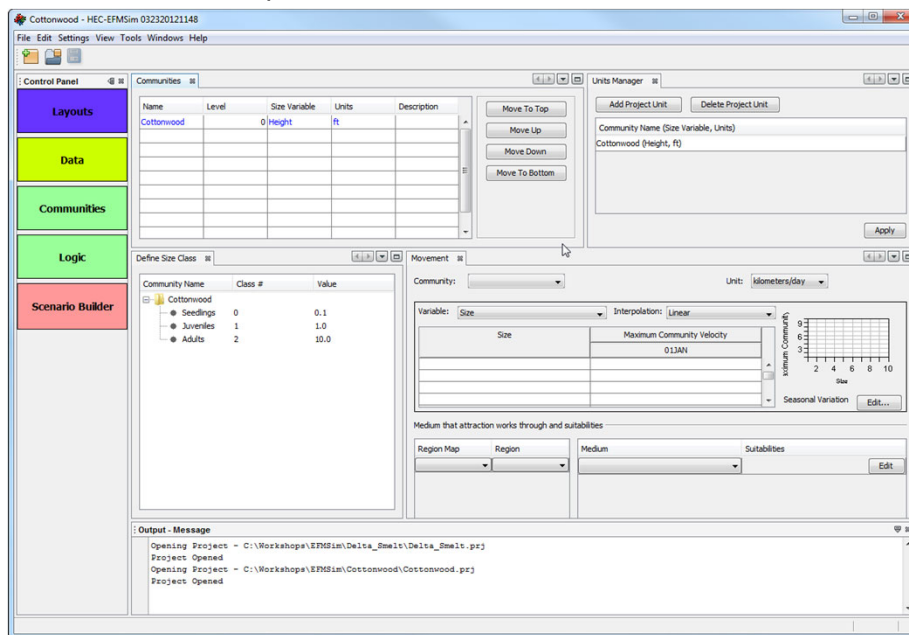 Cottonwood - HEC-EFMSim 032320121148
File Edit Settings View Tools Windows Help
Control Panel
Layouts
Data
Communities
Logic
Scenario Builder
Communities
Name Level Size Variable Units Description
Cottonwood 0 Height ft
Move To Top
Move Up
Move Down
Move To Bottom
Units Manager
Add Project Unit Delete Project Unit
Community Name (Size Variable, Units)
Cottonwood (Height, ft)
Apply
Define Size Class
Community Name Class # Value
Cottonwood
Seedlings 0 0.1
Juveniles 1 1.0
Adults 2 10.0
Movement
Community: Unit: kilometers/day
Variable: Size Interpolation: Linear
Size Maximum Community Velocity
01JAN
9
6
3
2 4 6 8 10
Size
Seasonal Variation Edit...
Medium that attraction works through and suitabilities
Region Map Region Medium Suitabilities
Edit
Output - Message
Opening Project - C:\Workshops\EFMSim\Delta_Smelt\Delta_Smelt.prj
Project Opened
Opening Project - C:\Workshops\EFMSim\Cottonwood\Cottonwood.prj
Project Opened